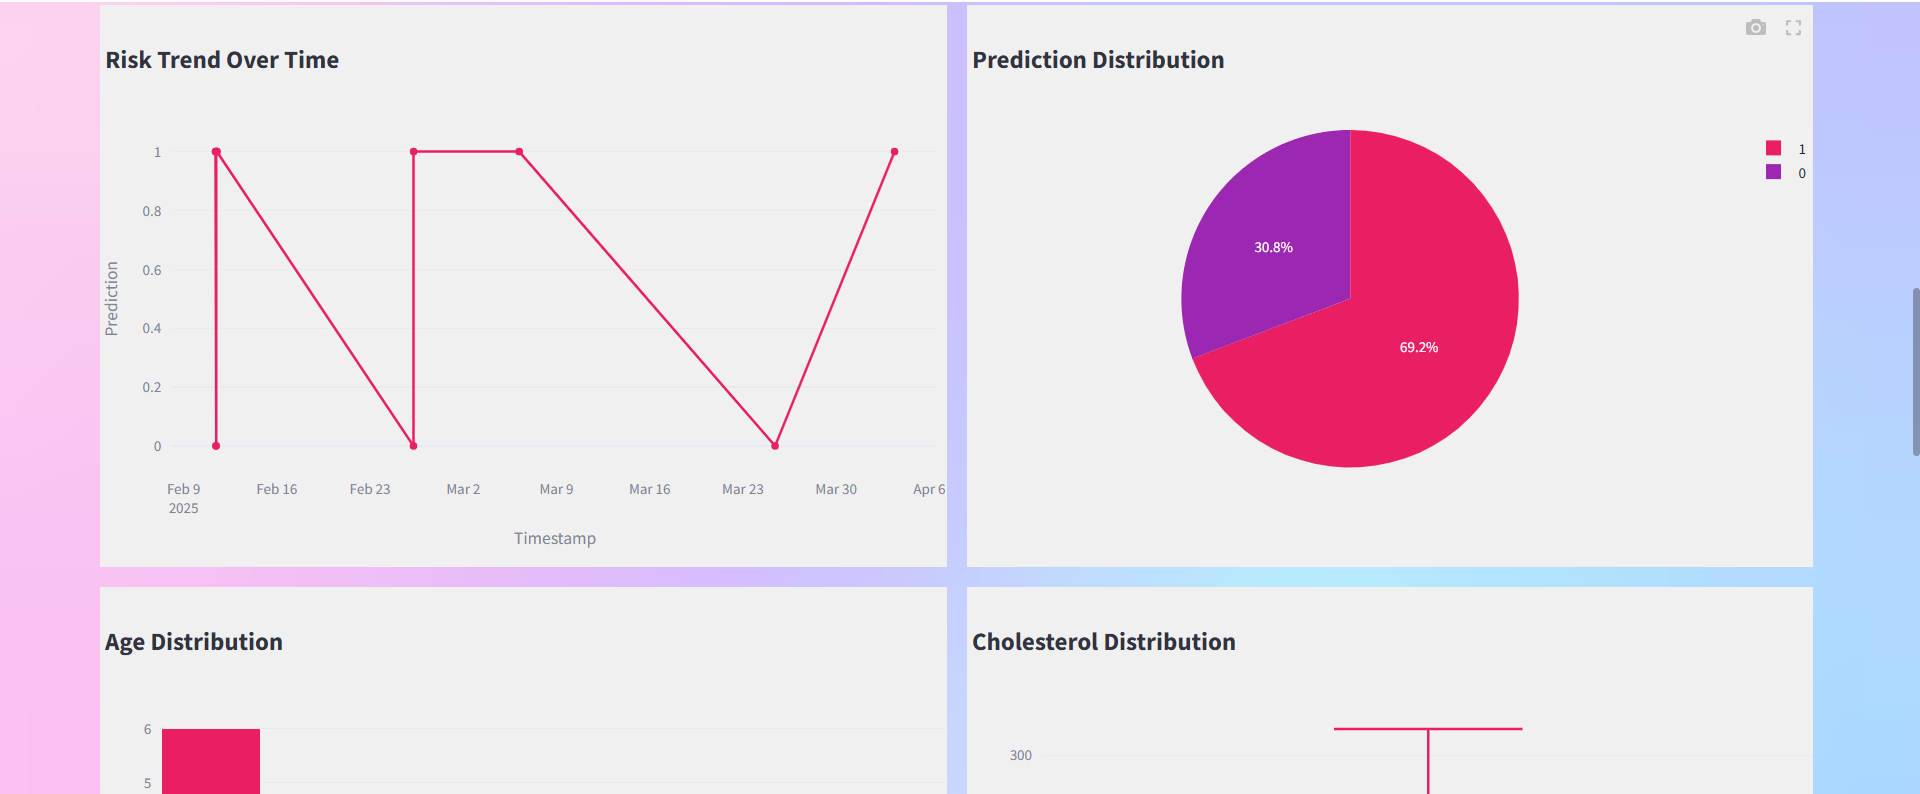 Risk Trend Over Time
1
0.8
0.6
0.4
0.2
0
Prediction
Feb 9 Feb 16 Feb 23 Mar 2 Mar 9 Mar 16 Mar 23 Mar 30 Apr 6
2025
Timestamp
Prediction Distribution
30.8%
69.2%
1
0
Age Distribution
6
5
Cholesterol Distribution
300